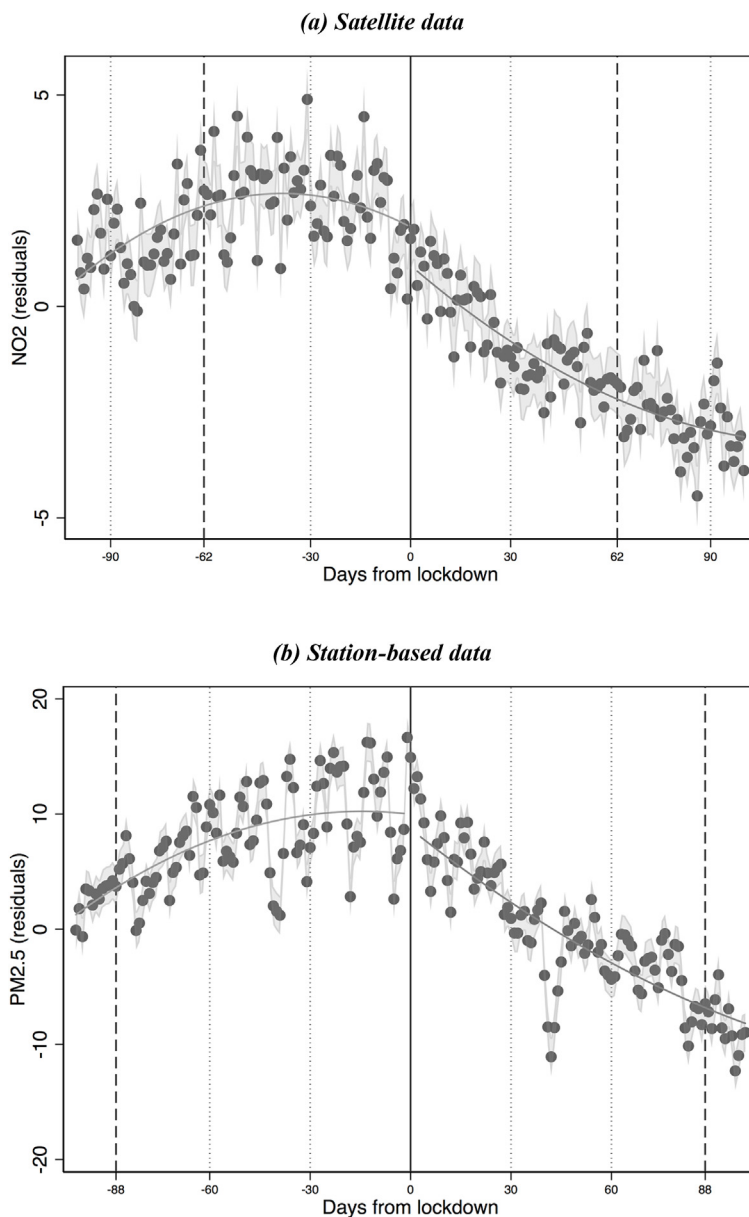 (a) Satellite data
5
0
-5
NO2 (residuals)
-90 -62 -30 0 30 62 90
Days from lockdown
(b) Station-based data
20
10
0
-10
-20
PM2.5 (residuals)
-88 -60 -30 0 30 60 88
Days from lockdown